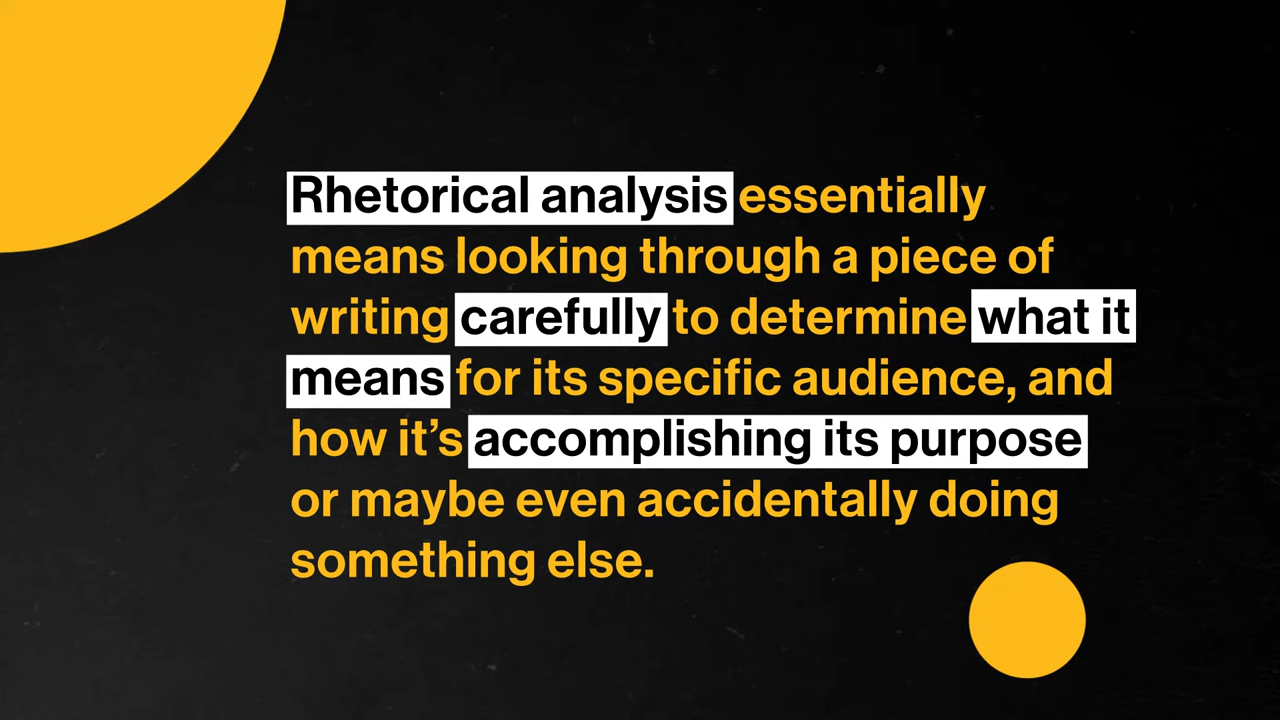 Rhetorical analysis essentially
means looking through a piece of
writing carefully to determine what it
means for its specific audience, and
how it’s accomplishing its purpose
or maybe even accidentally doing
something else.